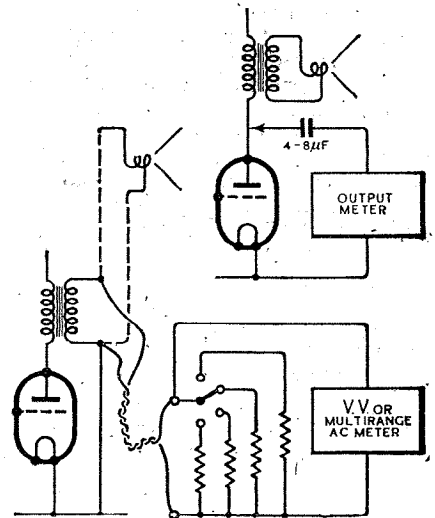 4-8µF
OUTPUT
METER
V.V. OR
MULTIRANGE
AC METER